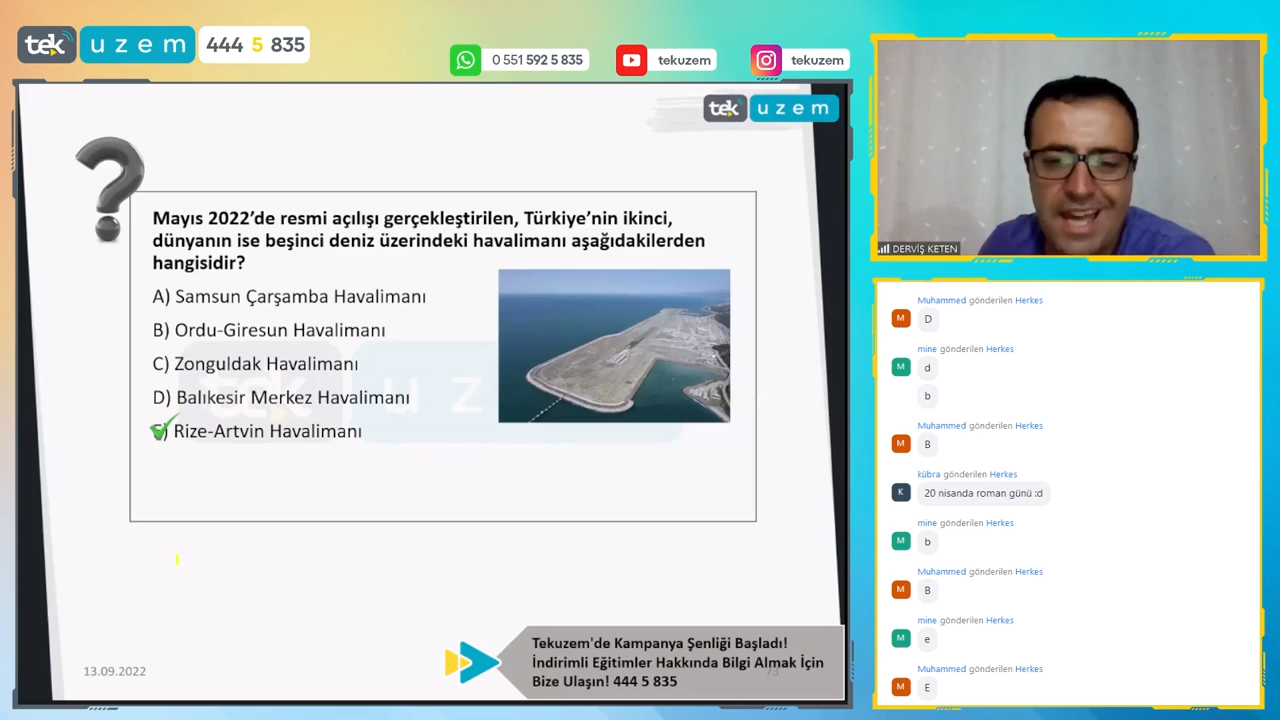 tek uzem 444 5 835
0 551 592 5 835
tekuzem
tekuzem
tek uzem
Mayıs 2022'de resmi açılışı gerçekleştirilen, Türkiye'nin ikinci,
dünyanın ise beşinci deniz üzerindeki havalimanı aşağıdakilerden
hangisidir?
A) Samsun Çarşamba Havalimanı
B) Ordu-Giresun Havalimanı
C) Zonguldak Havalimanı
D) Balıkesir Merkez Havalimanı
E) Rize-Artvin Havalimanı
13.09.2022
73
Tekuzem'de Kampanya Şenliği Başladı!
İndirimli Eğitimler Hakkında Bilgi Almak İçin
Bize Ulaşın! 444 5 835
DERVİŞ KETEN
Muhammed gönderilen Herkes
M D
mine gönderilen Herkes
M d
b
Muhammed gönderilen Herkes
M B
kübra gönderilen Herkes
K 20 nisanda roman günü :d
mine gönderilen Herkes
M b
Muhammed gönderilen Herkes
M B
mine gönderilen Herkes
M e
Muhammed gönderilen Herkes
M E